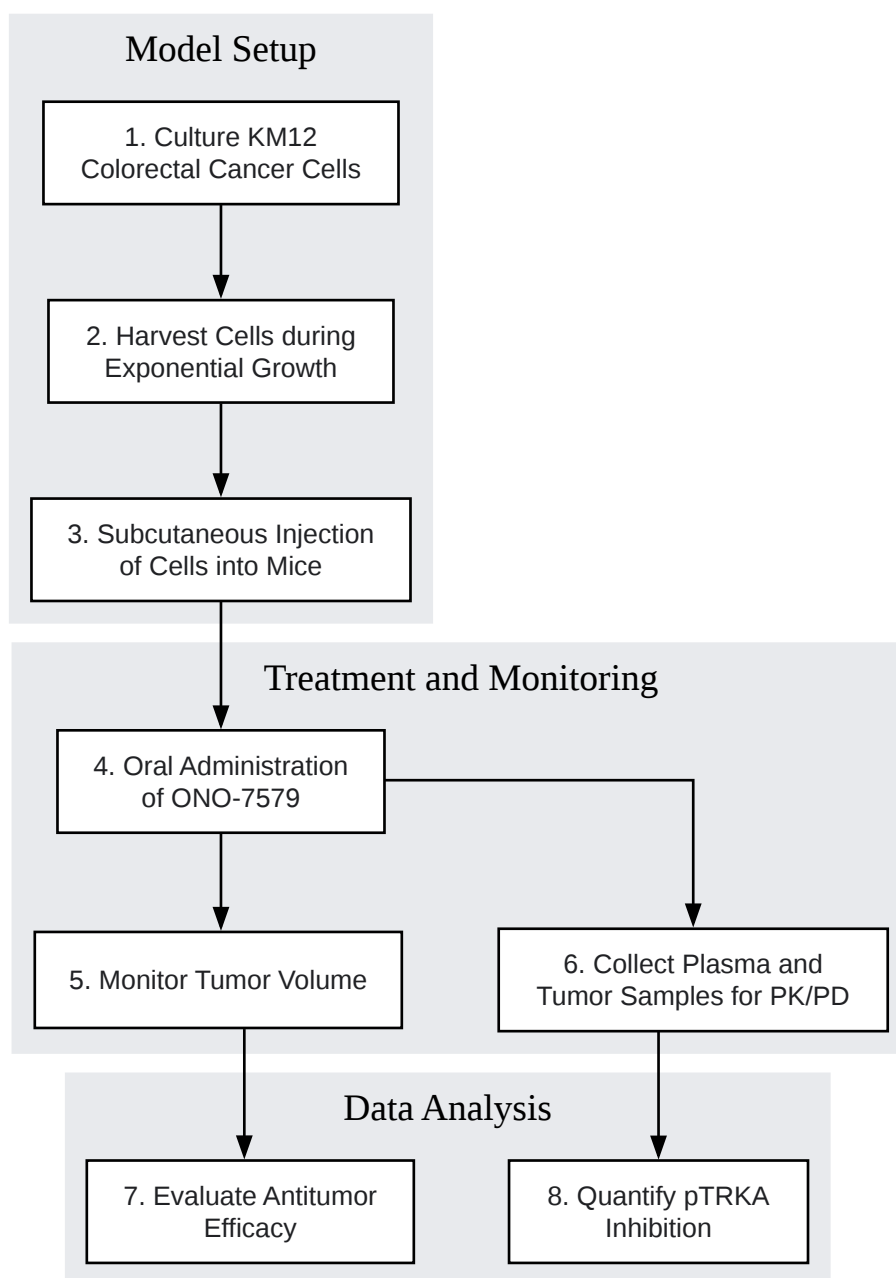 Model Setup
1. Culture KM12
Colorectal Cancer Cells
2. Harvest Cells during
Exponential Growth
3. Subcutaneous Injection
of Cells into Mice
Treatment and Monitoring
4. Oral Administration
of ONO-7579
5. Monitor Tumor Volume
6. Collect Plasma and
Tumor Samples for PK/PD
Data Analysis
7. Evaluate Antitumor
Efficacy
8. Quantify pTRKA
Inhibition